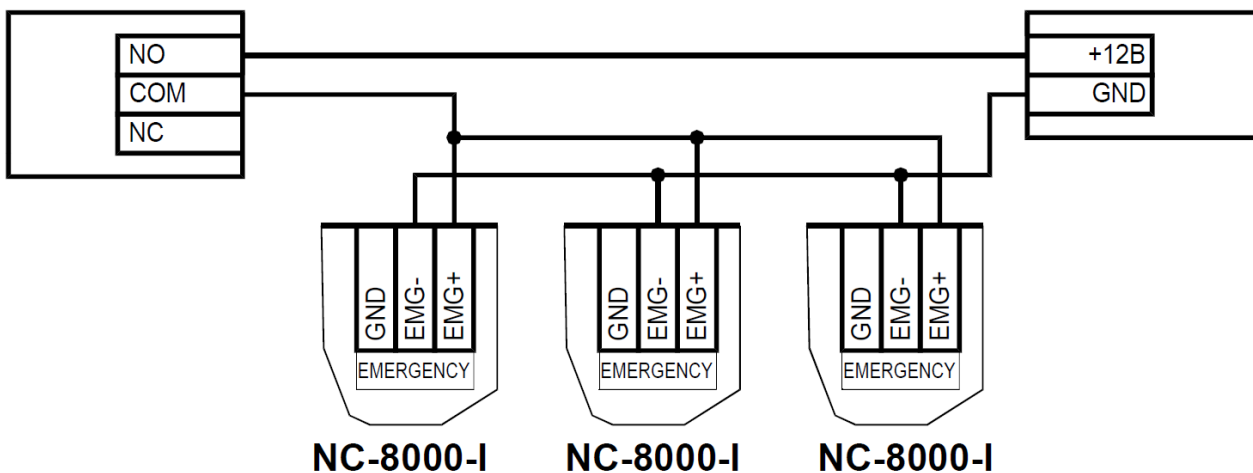 NO
COM
NC
+12В
GND
GND
EMG-
EMG+
EMERGENCY
GND
EMG-
EMG+
EMERGENCY
GND
EMG-
EMG+
EMERGENCY
NC-8000-I
NC-8000-I
NC-8000-I